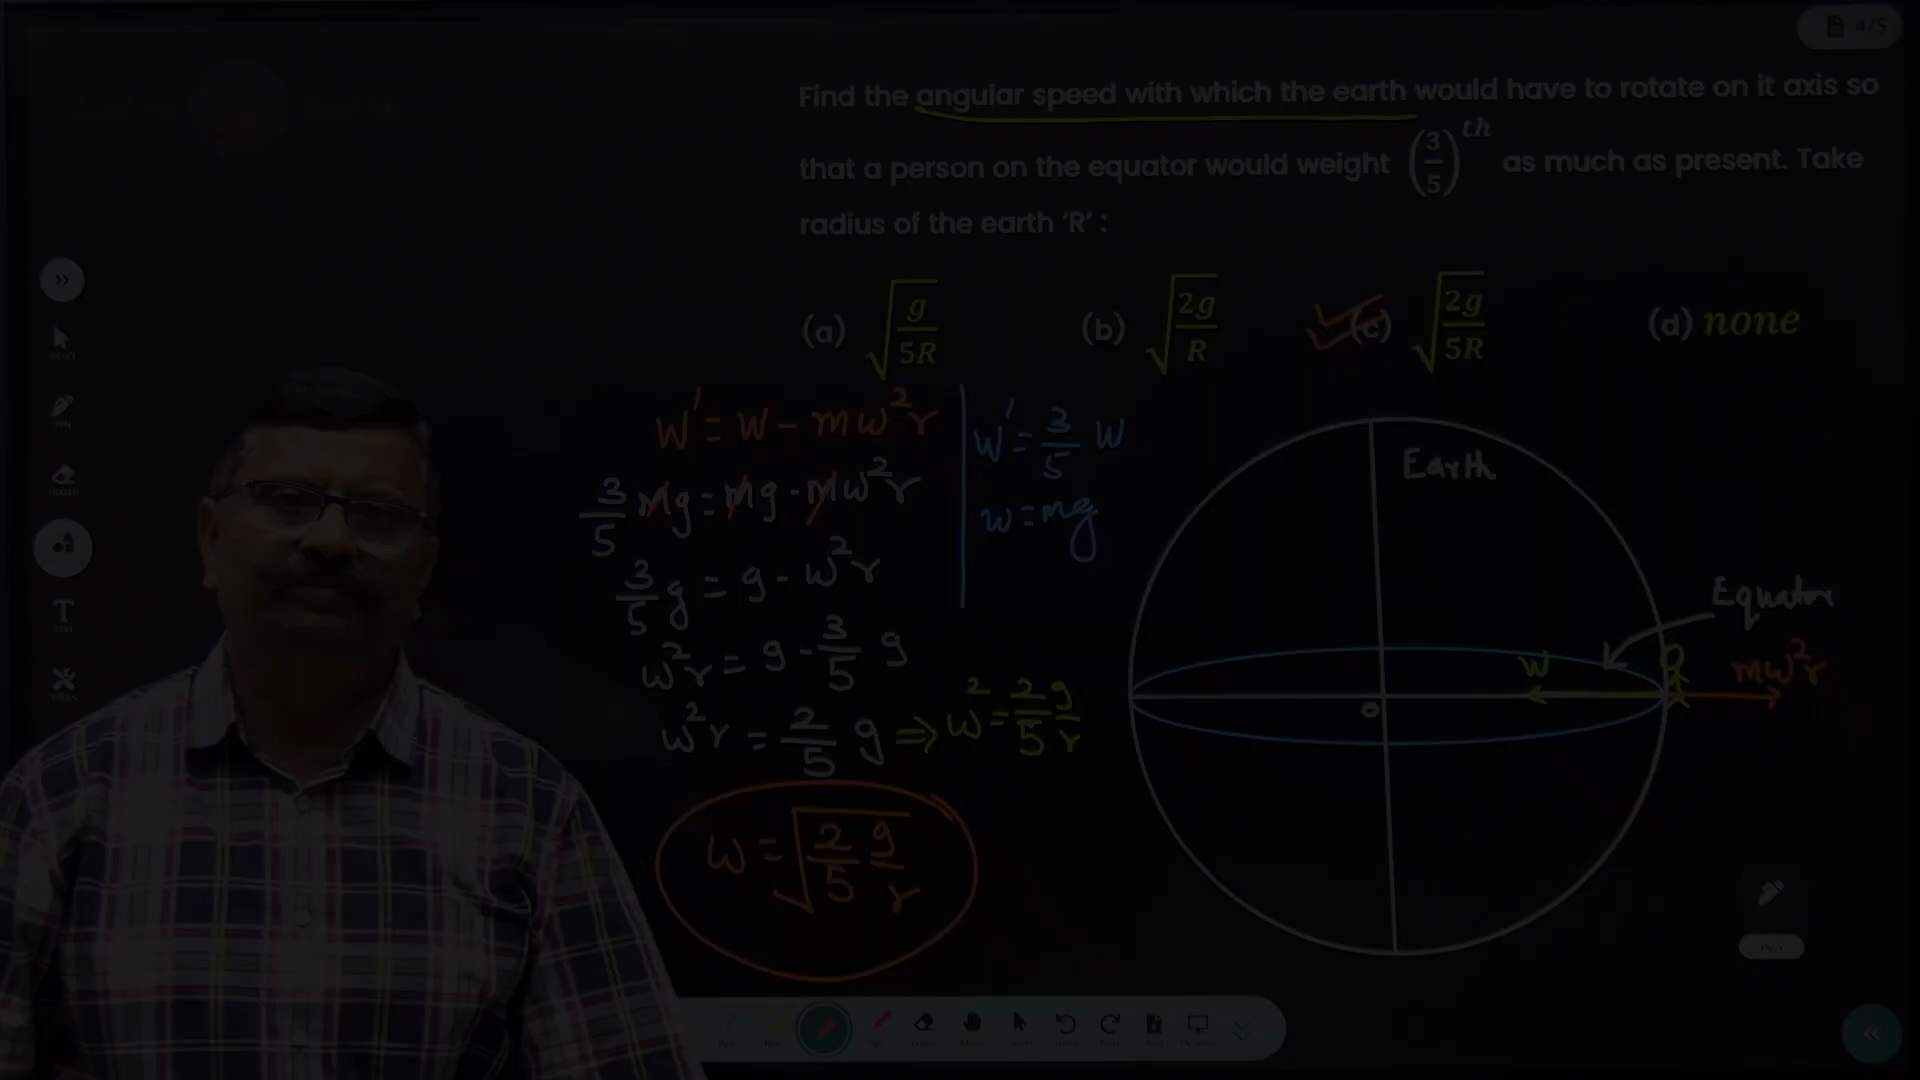 4/5
Find the angular speed with which the earth would have to rotate on it axis so
that a person on the equator would weight (3/5)^th as much as present. Take
radius of the earth 'R' :
(a) √(g/5R) (b) √(2g/R) (c) √(2g/5R) (d) none
W' = W - mω²r
3/5 mg = mg - mω²r
3/5 g = g - ω²r
ω²r = g - 3/5 g
ω²r = 2/5 g ⇒ ω² = 2/5 g/r
ω = √(2/5 g/r)
W' = 3/5 W
w = mg
Earth
Equator
W
mω²r
o
T